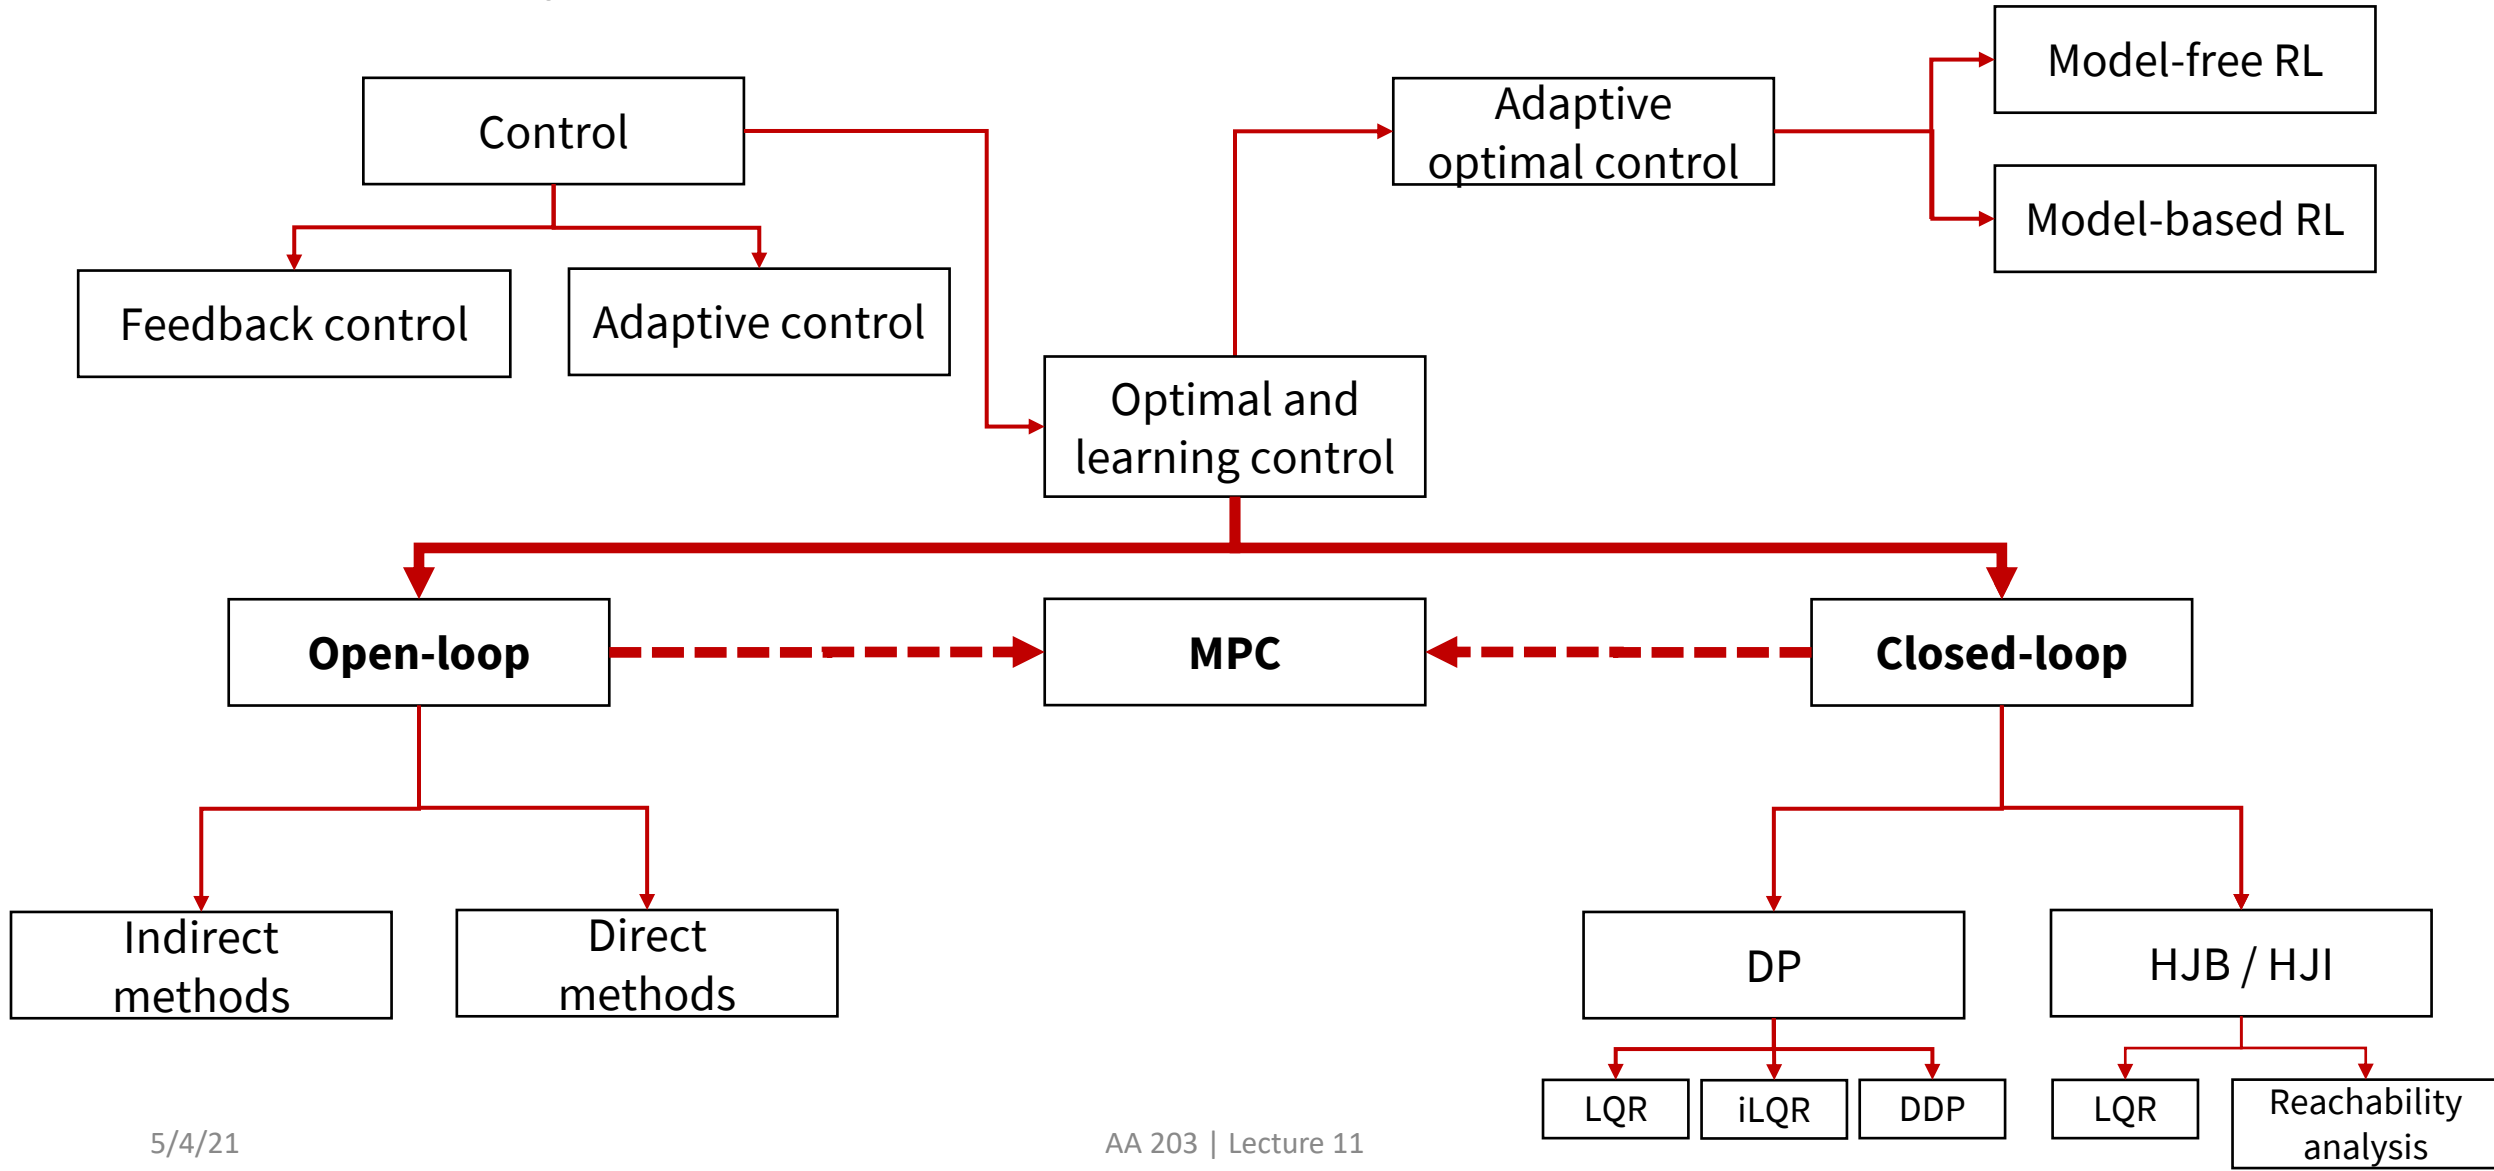 Model-free RL
Control
Adaptive
optimal control
Model-based RL
Feedback control
Adaptive control
Optimal and
learning control
Open-loop
MPC
Closed-loop
Indirect
methods
Direct
methods
DP
HJB / HJI
LQR
iLQR
DDP
LQR
Reachability
analysis
5/4/21
AA 203 | Lecture 11